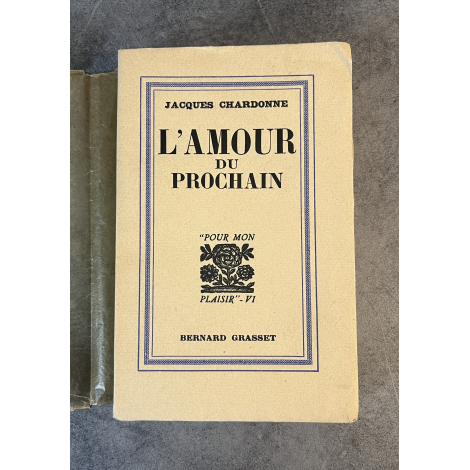 JACQUES CHARDONNE
L'AMOUR
DU
PROCHAIN
"POUR MON
PLAISIR"-VI
BERNARD GRASSET